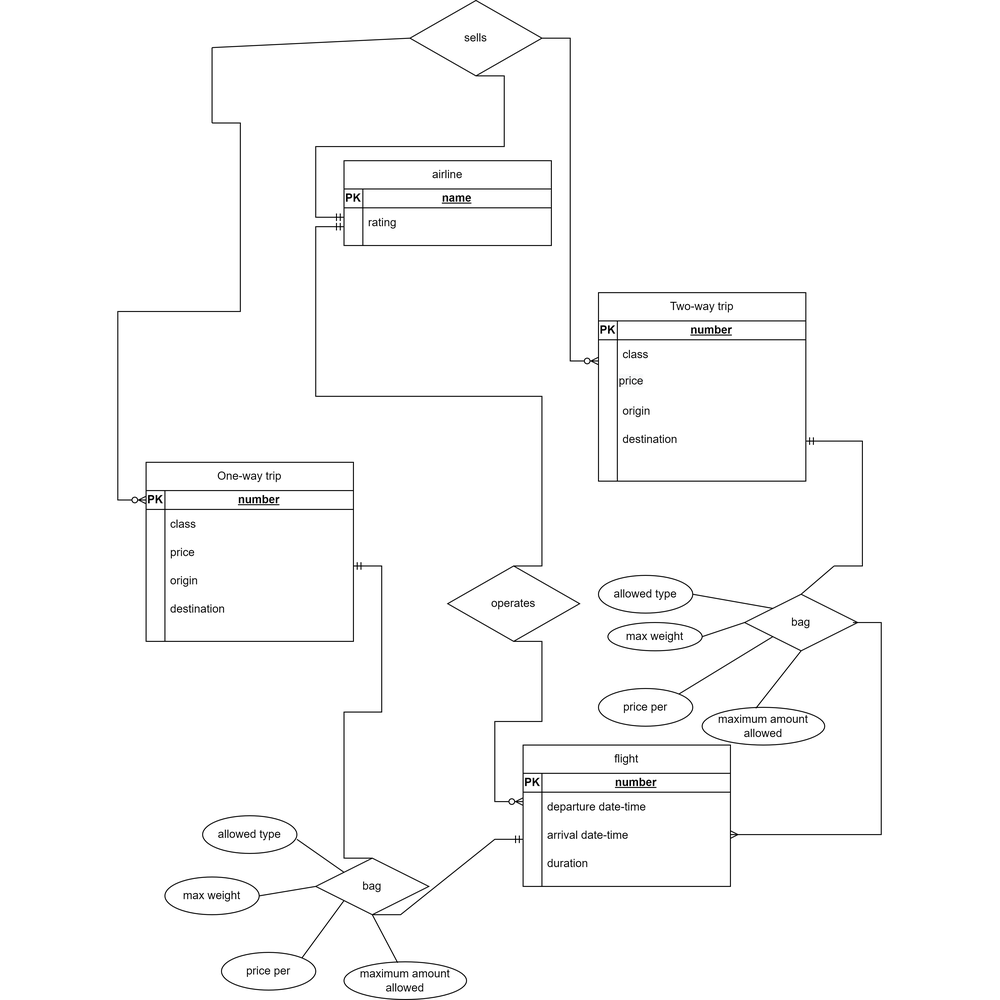 sells
airline
PK name
rating
Two-way trip
PK number
class
price
origin
destination
One-way trip
PK number
class
price
origin
destination
operates
allowed type
max weight
bag
price per
maximum amount
allowed
flight
PK number
departure date-time
arrival date-time
duration
allowed type
max weight
bag
price per
maximum amount
allowed